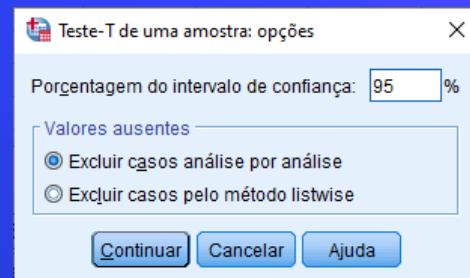 Teste-T de uma amostra: opções
Porcentagem do intervalo de confiança: 95 %
Valores ausentes
Excluir casos análise por análise
Excluir casos pelo método listwise
Continuar Cancelar Ajuda